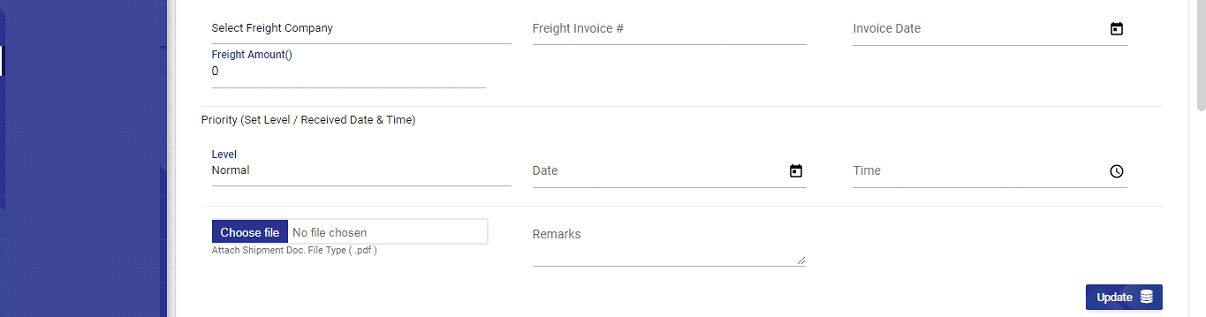 Select Freight Company
Freight Invoice #
Invoice Date
Freight Amount()
0
Priority (Set Level / Received Date & Time)
Level
Normal
Date
Time
Choose file No file chosen
Attach Shipment Doc. File Type ( .pdf )
Remarks
Update